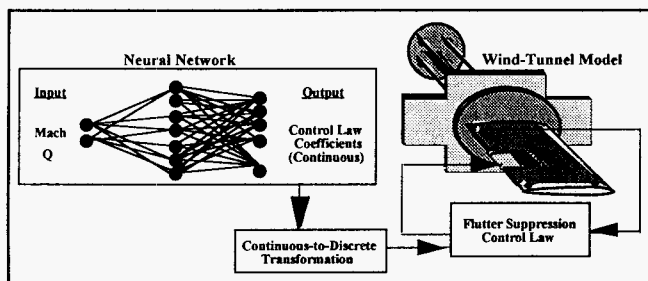 Neural Network
Wind-Tunnel Model
Input
Output
Mach
Q
Control Law
Coefficients
(Continuous)
Continuous-to-Discrete
Transformation
Flutter Suppression
Control Law